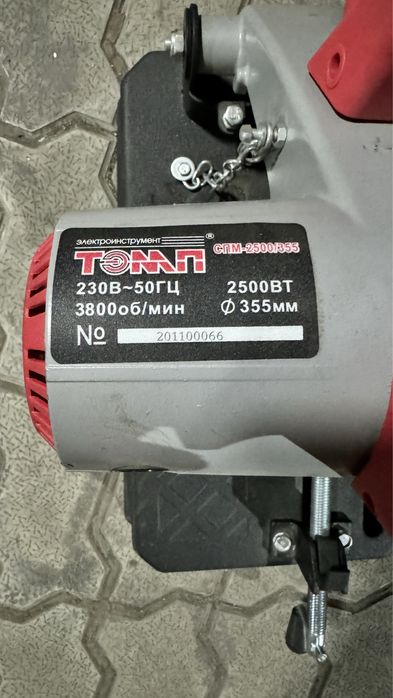 электроинструмент ®
ТЭМП СПМ-2500/355
230В~50ГЦ 2500ВТ
3800об/мин Ø 355мм
№ 201100066